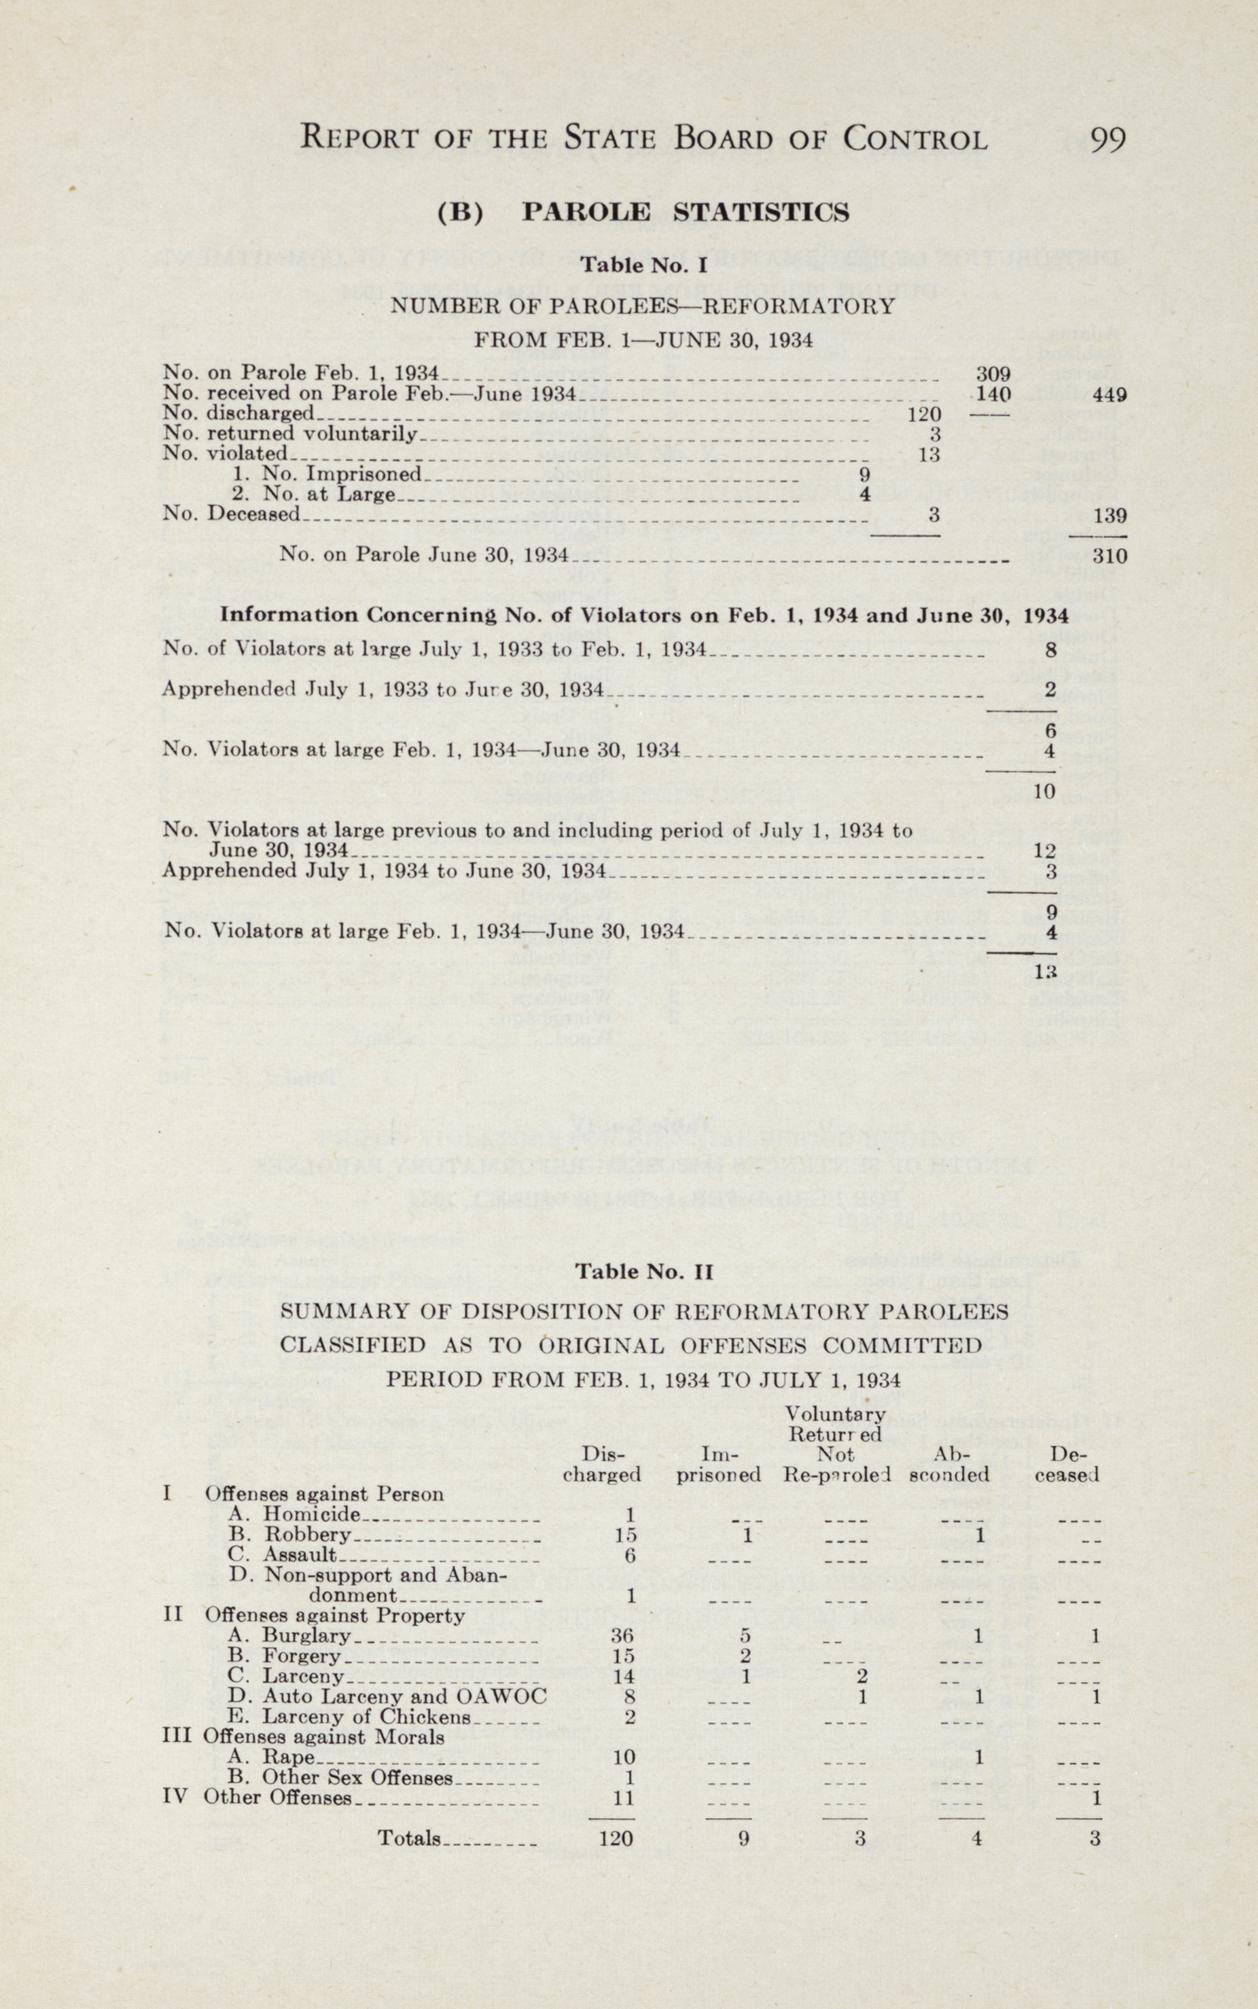 REPORT OF THE STATE BOARD OF CONTROL 99
(B) PAROLE STATISTICS
Table No. I
NUMBER OF PAROLEES—REFORMATORY
FROM FEB. 1—JUNE 30, 1934
No. on Parole Feb. 1, 1934 309
No. received on Parole Feb.—June 1934 140 449
No. discharged 120
No. returned voluntarily 3
No. violated 13
1. No. Imprisoned 9
2. No. at Large 4
No. Deceased 3 139
No. on Parole June 30, 1934 310
Information Concerning No. of Violators on Feb. 1, 1934 and June 30, 1934
No. of Violators at large July 1, 1933 to Feb. 1, 1934 8
Apprehended July 1, 1933 to June 30, 1934 2
6
No. Violators at large Feb. 1, 1934—June 30, 1934 4
10
No. Violators at large previous to and including period of July 1, 1934 to
June 30, 1934 12
Apprehended July 1, 1934 to June 30, 1934 3
9
No. Violators at large Feb. 1, 1934—June 30, 1934 4
13
Table No. II
SUMMARY OF DISPOSITION OF REFORMATORY PAROLEES
CLASSIFIED AS TO ORIGINAL OFFENSES COMMITTED
PERIOD FROM FEB. 1, 1934 TO JULY 1, 1934
Voluntary
Returned
Dis- Im- Not Ab- De-
charged prisoned Re-paroled sconded ceased
I Offenses against Person
A. Homicide 1 --- ---- ---- ----
B. Robbery 15 1 ---- 1 --
C. Assault 6 ---- ---- ---- ----
D. Non-support and Aban-
donment 1 ---- ---- ---- ----
II Offenses against Property
A. Burglary 36 5 -- 1 1
B. Forgery 15 2 ---- ---- ----
C. Larceny 14 1 2 -- ----
D. Auto Larceny and OAWOC 8 ---- 1 1 1
E. Larceny of Chickens 2 ---- ---- ---- ----
III Offenses against Morals
A. Rape 10 ---- ---- 1 ----
B. Other Sex Offenses 1 ---- ---- ---- ----
IV Other Offenses 11 ---- ---- ---- 1
Totals 120 9 3 4 3